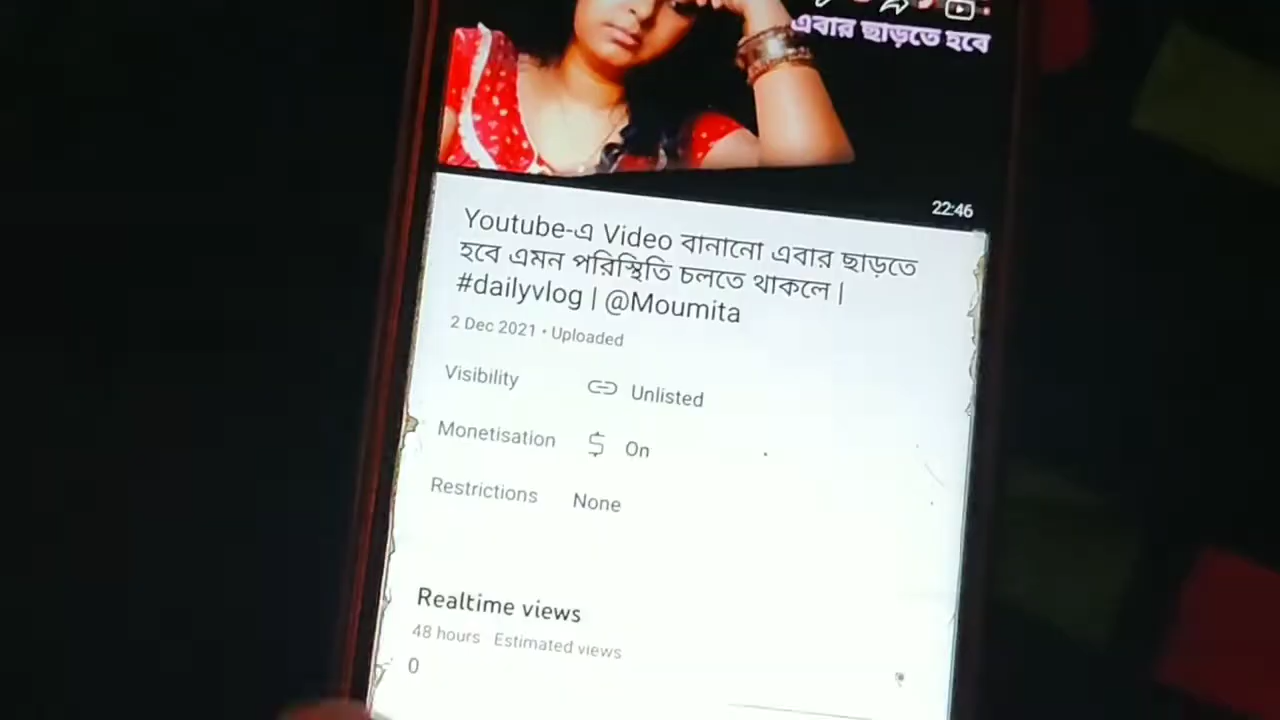 এবার ছাড়তে হবে
22:46
Youtube-এ Video বানানো এবার ছাড়তে
হবে এমন পরিস্থিতি চলতে থাকলে |
#dailyvlog | @Moumita
2 Dec 2021 • Uploaded
Visibility Unlisted
Monetisation $ On
Restrictions None
Realtime views
48 hours Estimated views
0